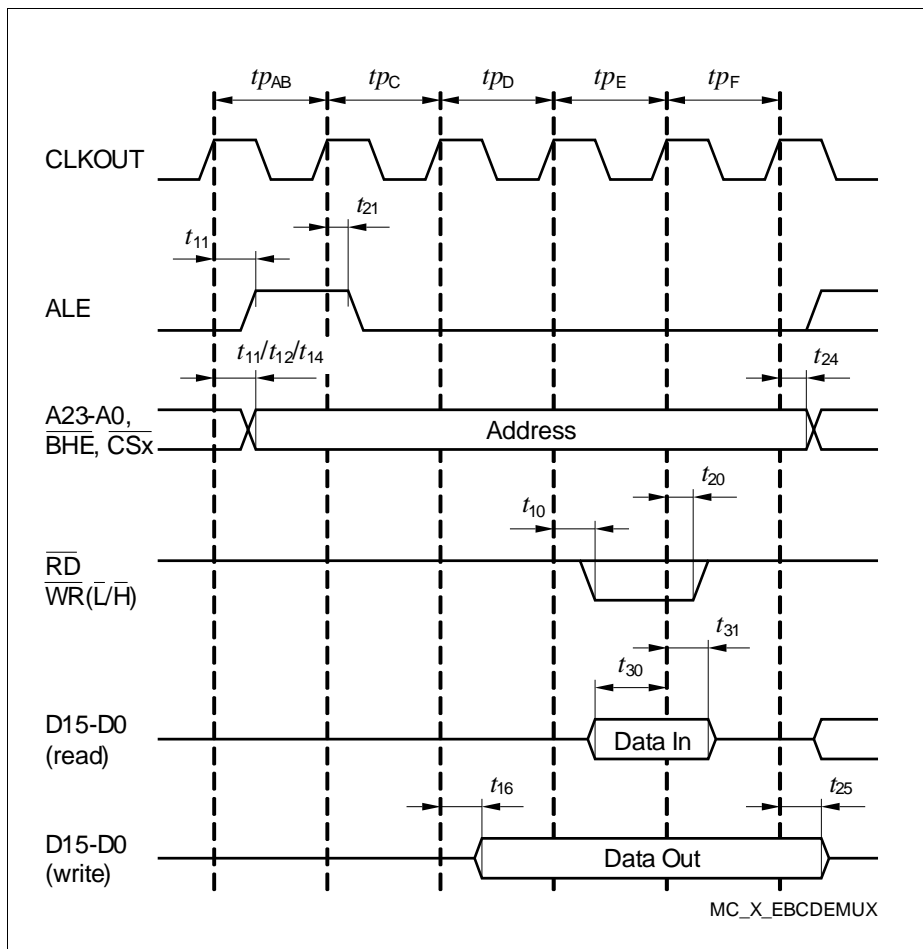 tpAB tpC tpD tpE tpF
CLKOUT
t21
t11
ALE
t11/t12/t14
t24
A23-A0,
BHE, CSx
Address
t20
t10
RD
WR(L/H)
t31
t30
D15-D0
(read)
Data In
t16
t25
D15-D0
(write)
Data Out
MC_X_EBCDEMUX